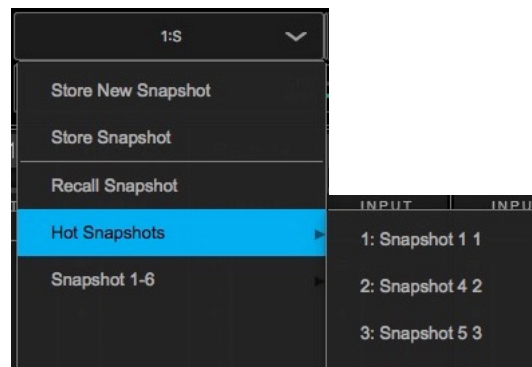 1:S
Store New Snapshot
Store Snapshot
Recall Snapshot
INPUT INPU
Hot Snapshots
1: Snapshot 1 1
Snapshot 1-6
2: Snapshot 4 2
3: Snapshot 5 3